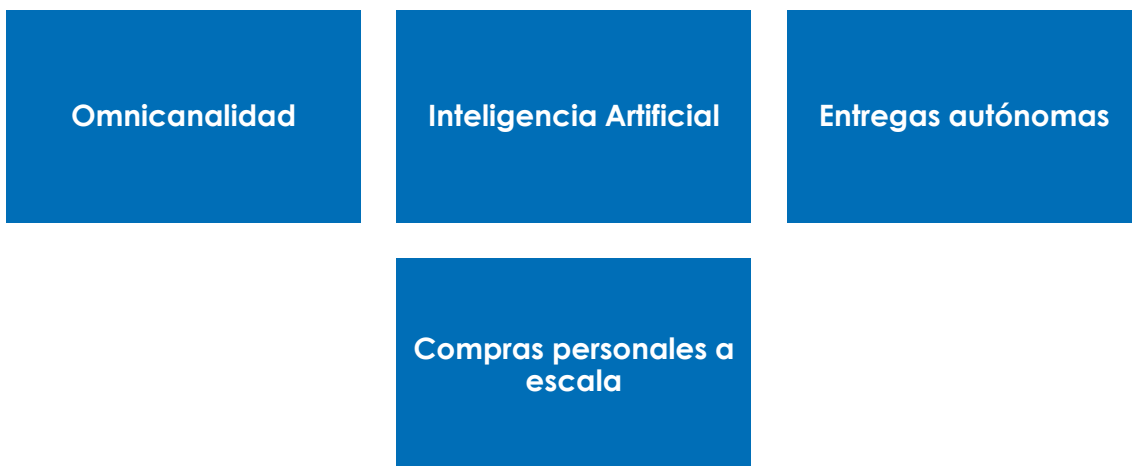 Omnicanalidad
Inteligencia Artificial
Entregas autónomas
Compras personales a
escala